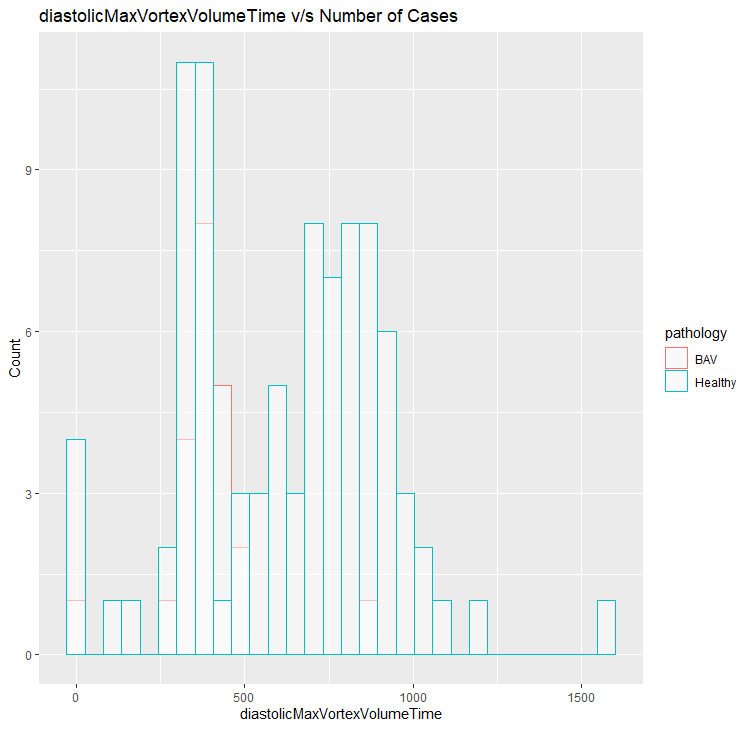 diastolicMaxVortexVolumeTime v/s Number of Cases
9
6
3
0
Count
0
500
1000
1500
diastolicMaxVortexVolumeTime
pathology
BAV
Healthy